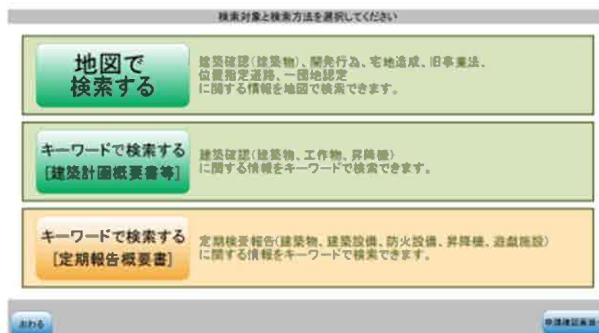 検索対象と検索方法を選択してください
地図で
検索する
建築確認(建築物)、開発行為、宅地造成、旧事業法、
位置指定道路、一団地認定
に関する情報を地図で検索できます。
キーワードで検索する
[建築計画概要書等]
建築確認(建築物、工作物、昇降機)
に関する情報をキーワードで検索できます。
キーワードで検索する
[定期報告概要書]
定期検査報告(建築物、建築設備、防火設備、昇降機、遊戯施設)
に関する情報をキーワードで検索できます。
おわる
申請確認画面へ